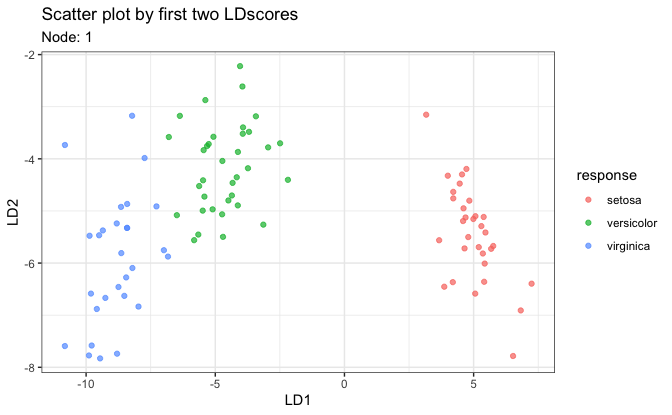 Scatter plot by first two LDscores
Node: 1
-2
-4
-6
-8
LD2
-10
-5
0
5
LD1
response
setosa
versicolor
virginica